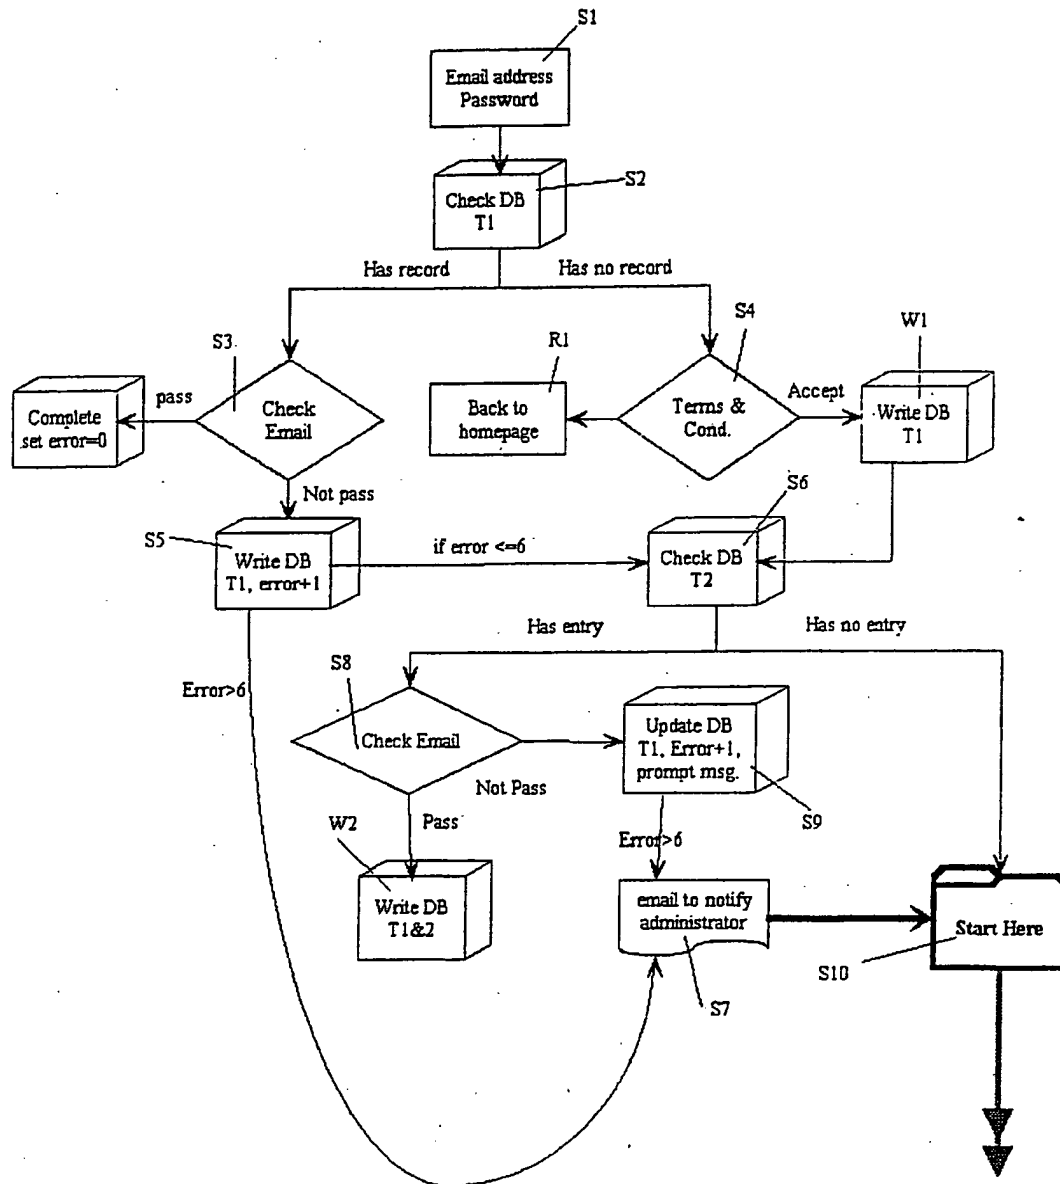 S1
Email address
Password
S2
Check DB
T1
Has record
Has no record
S3
S4
R1
W1
pass
Complete
set error=0
Check
Email
Back to
homepage
Terms &
Cond.
Accept
Write DB
T1
Not pass
S5
Write DB
T1, error+1
if error <=6
S6
Check DB
T2
Has entry
Has no entry
Error>6
S8
Check Email
Not Pass
Update DB
T1, Error+1,
prompt msg.
S9
W2
Pass
Error>6
Write DB
T1&2
email to notify
administrator
S7
Start Here
S10